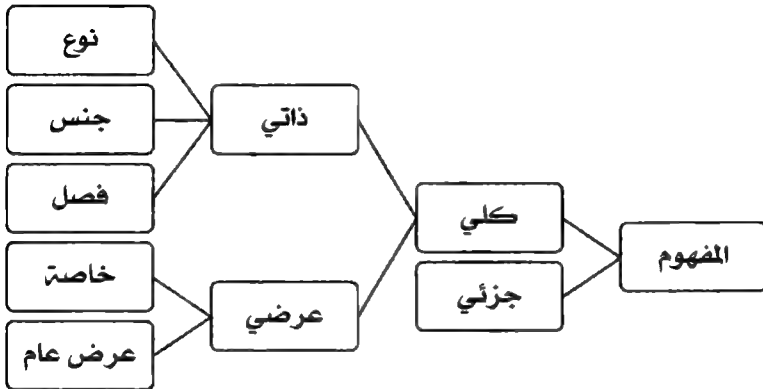 المفهوم
كلي
جزئي
ذاتي
عرضي
نوع
جنس
فصل
خاصة
عرض عام